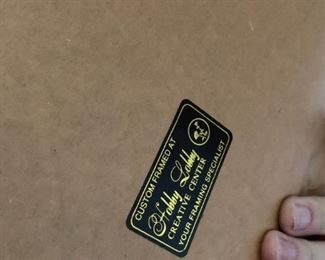 CUSTOM FRAMED AT
Hobby Lobby
CREATIVE CENTER
YOUR FRAMING SPECIALIST